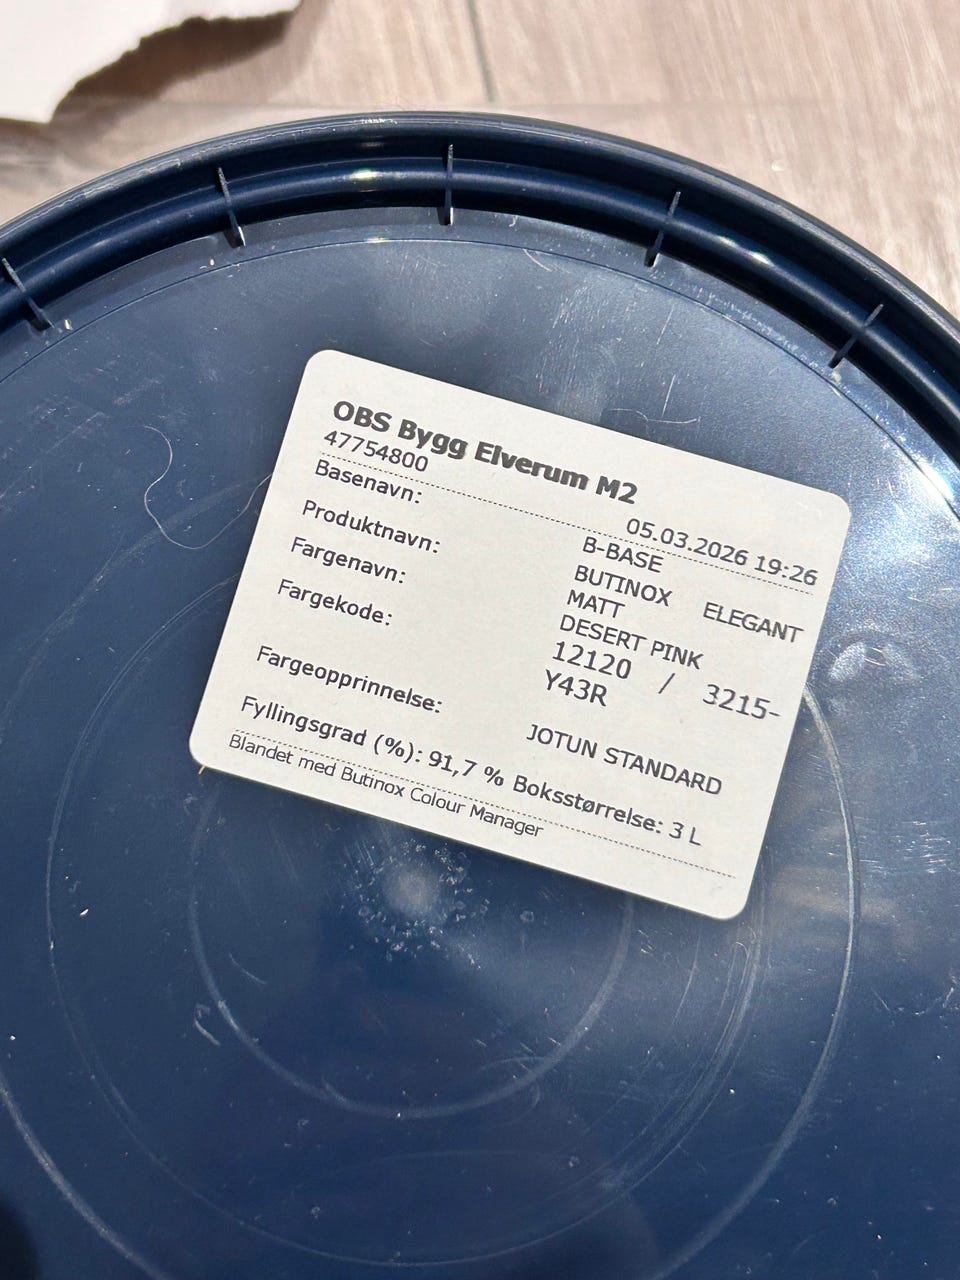 OBS Bygg Elverum M2
47754800 05.03.2026 19:26
Basenavn: B-BASE
Produktnavn: BUTINOX ELEGANT
MATT
Fargenavn: DESERT PINK
Fargekode: 12120 / 3215-
Y43R
Fargeopprinnelse: JOTUN STANDARD
Fyllingsgrad (%): 91,7 % Boksstørrelse: 3 L
Blandet med Butinox Colour Manager